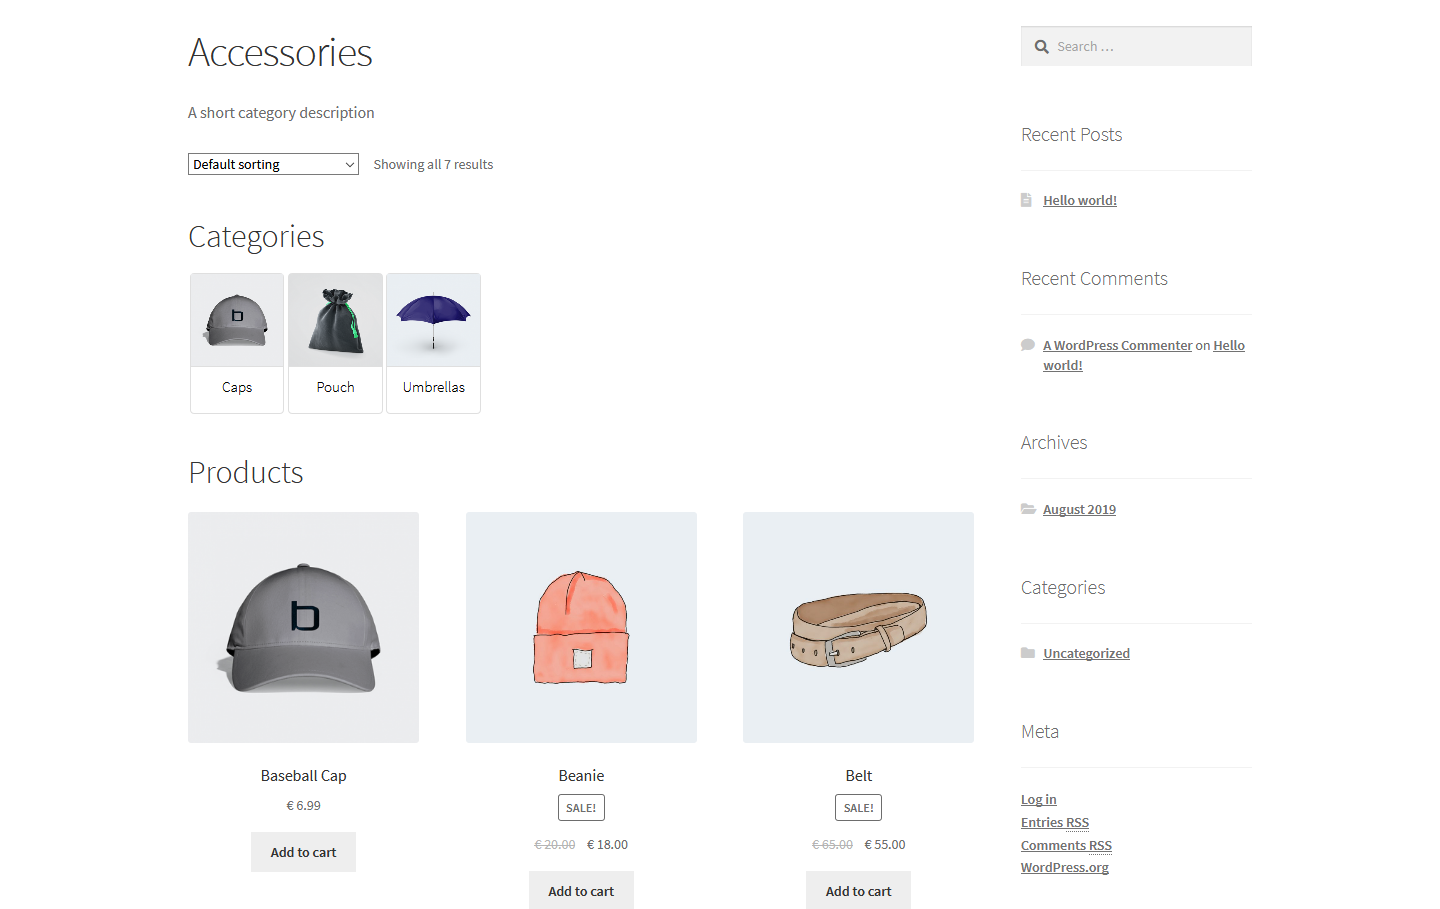 Accessories
A short category description
Default sorting
Showing all 7 results
Categories
Caps
Pouch
Umbrellas
Products
b
Baseball Cap
€ 6.99
Add to cart
Beanie
SALE!
€ 20.00 € 18.00
Add to cart
Belt
SALE!
€ 65.00 € 55.00
Add to cart
Search …
Recent Posts
Hello world!
Recent Comments
A WordPress Commenter on Hello
world!
Archives
August 2019
Categories
Uncategorized
Meta
Log in
Entries RSS
Comments RSS
WordPress.org